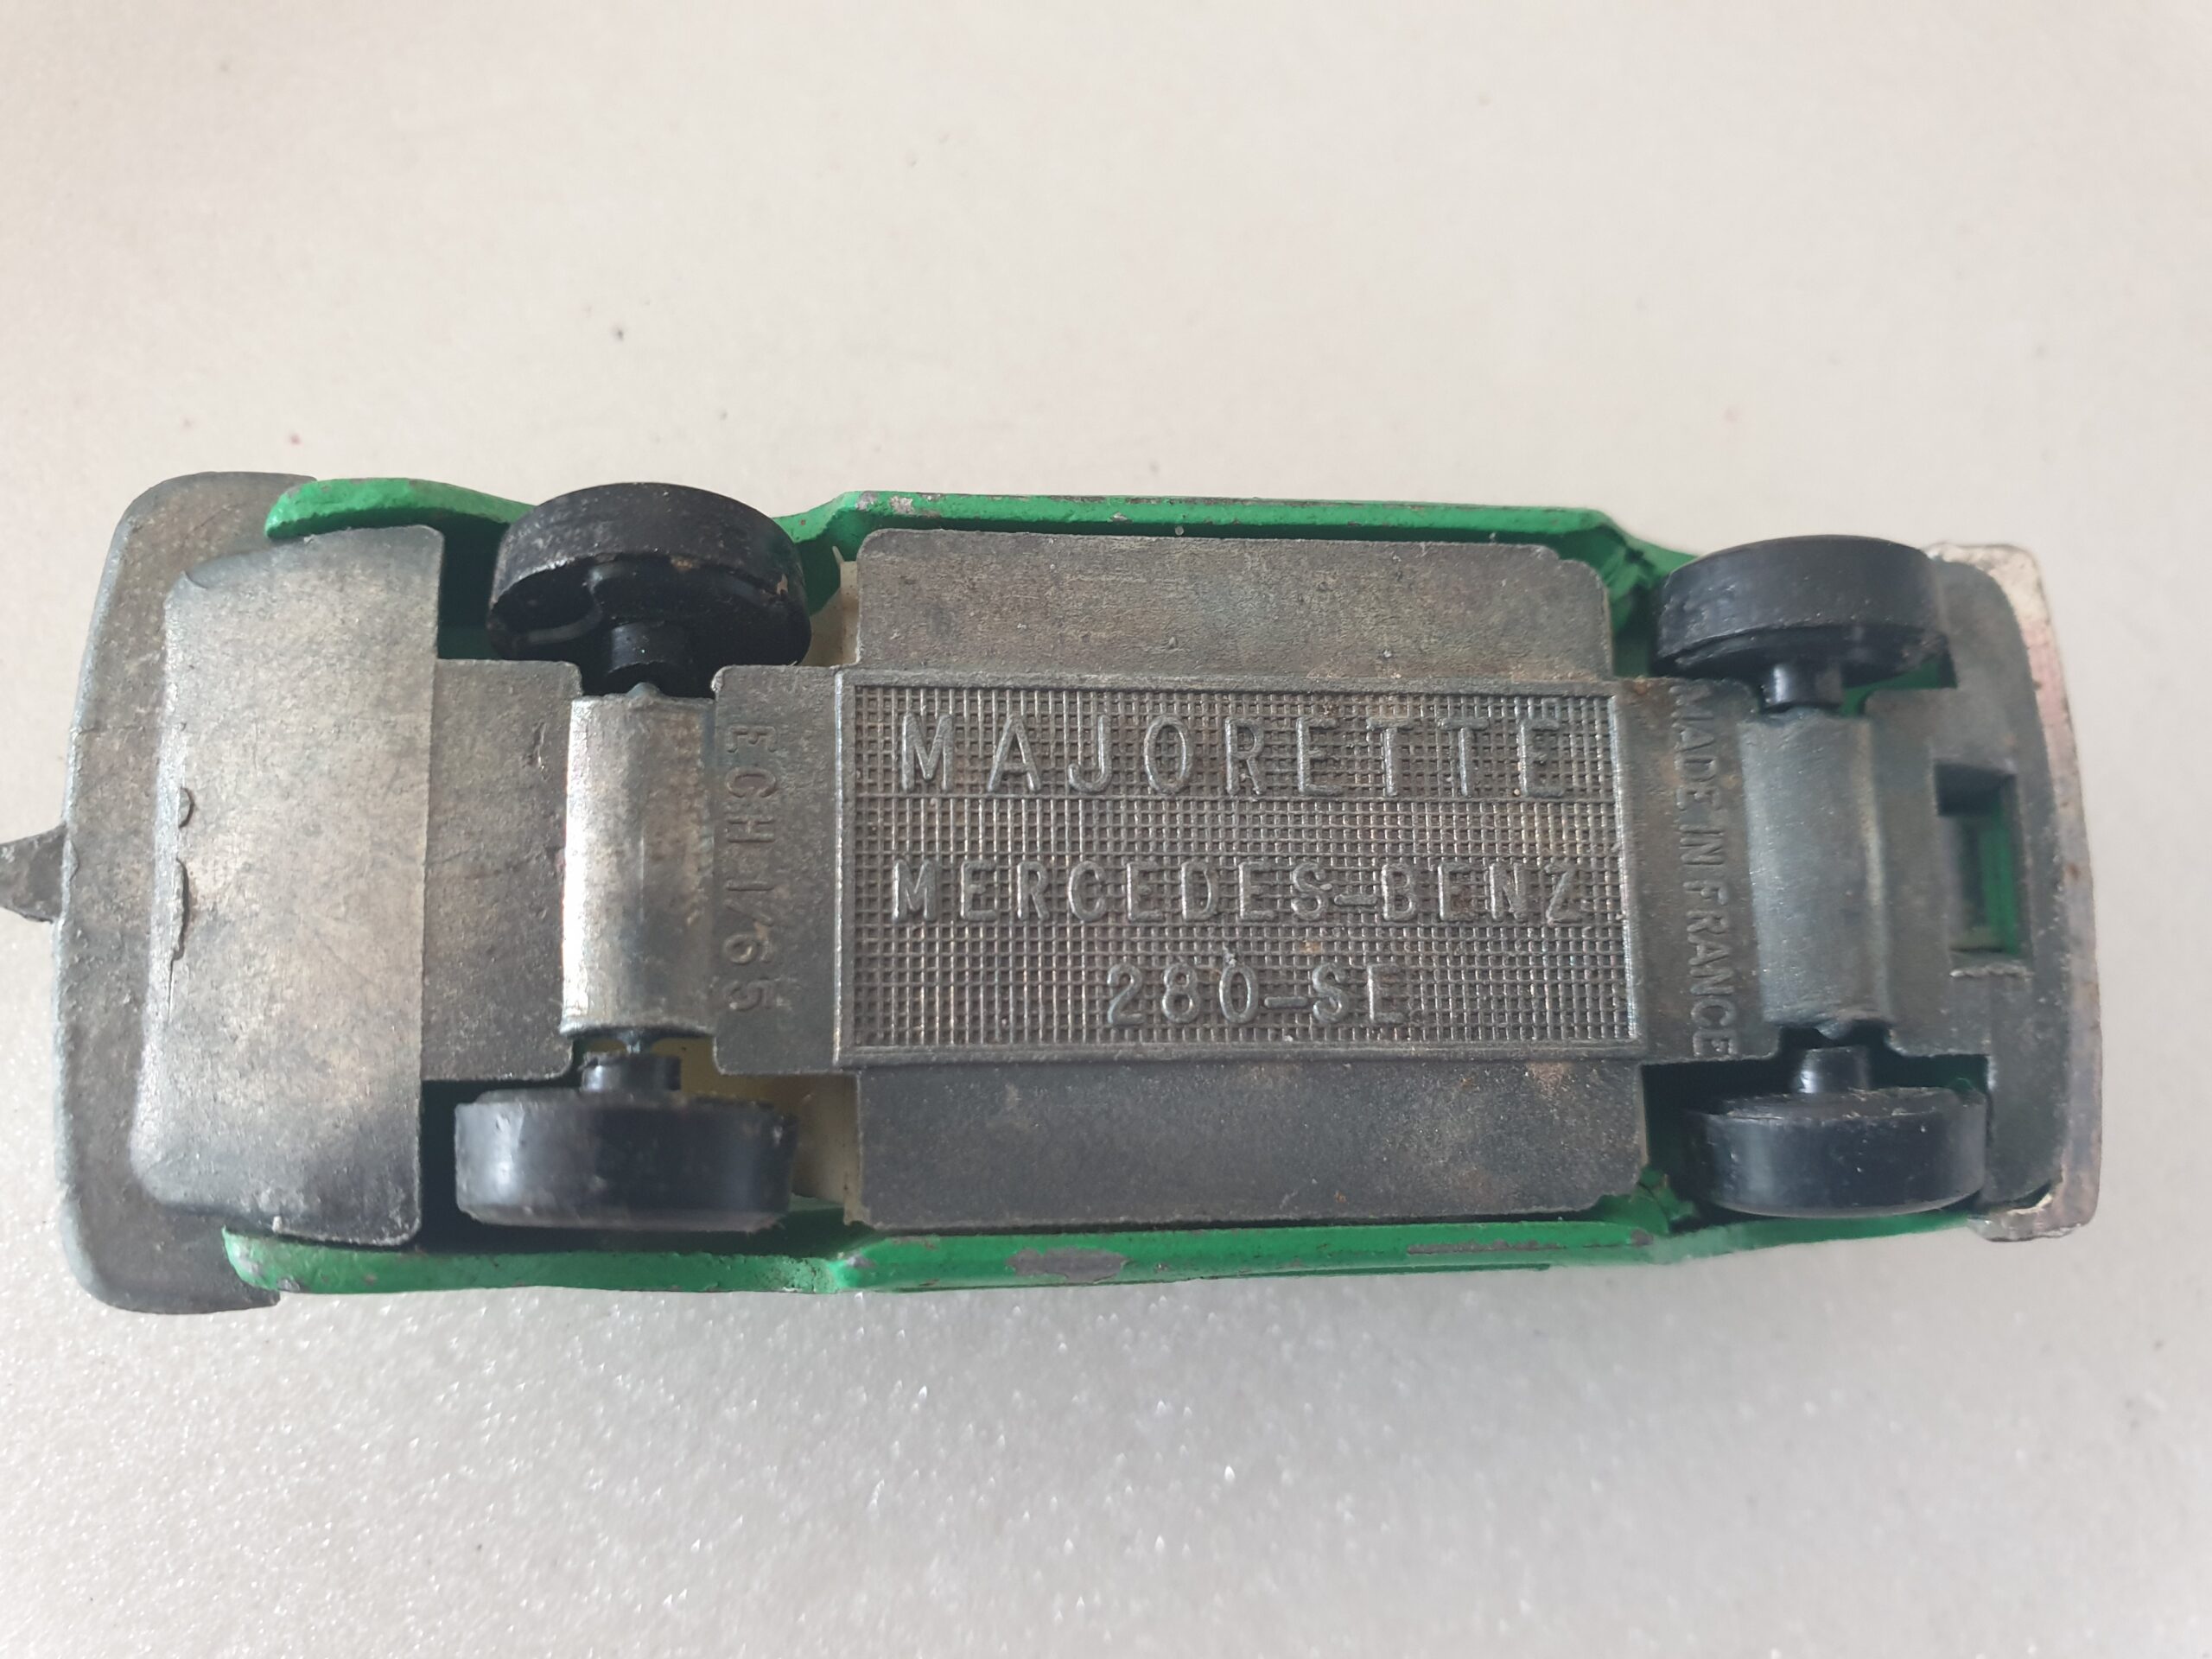 MAJORETTE
MERCEDES-BENZ
280-SE
ECH 1/65
MADE IN FRANCE